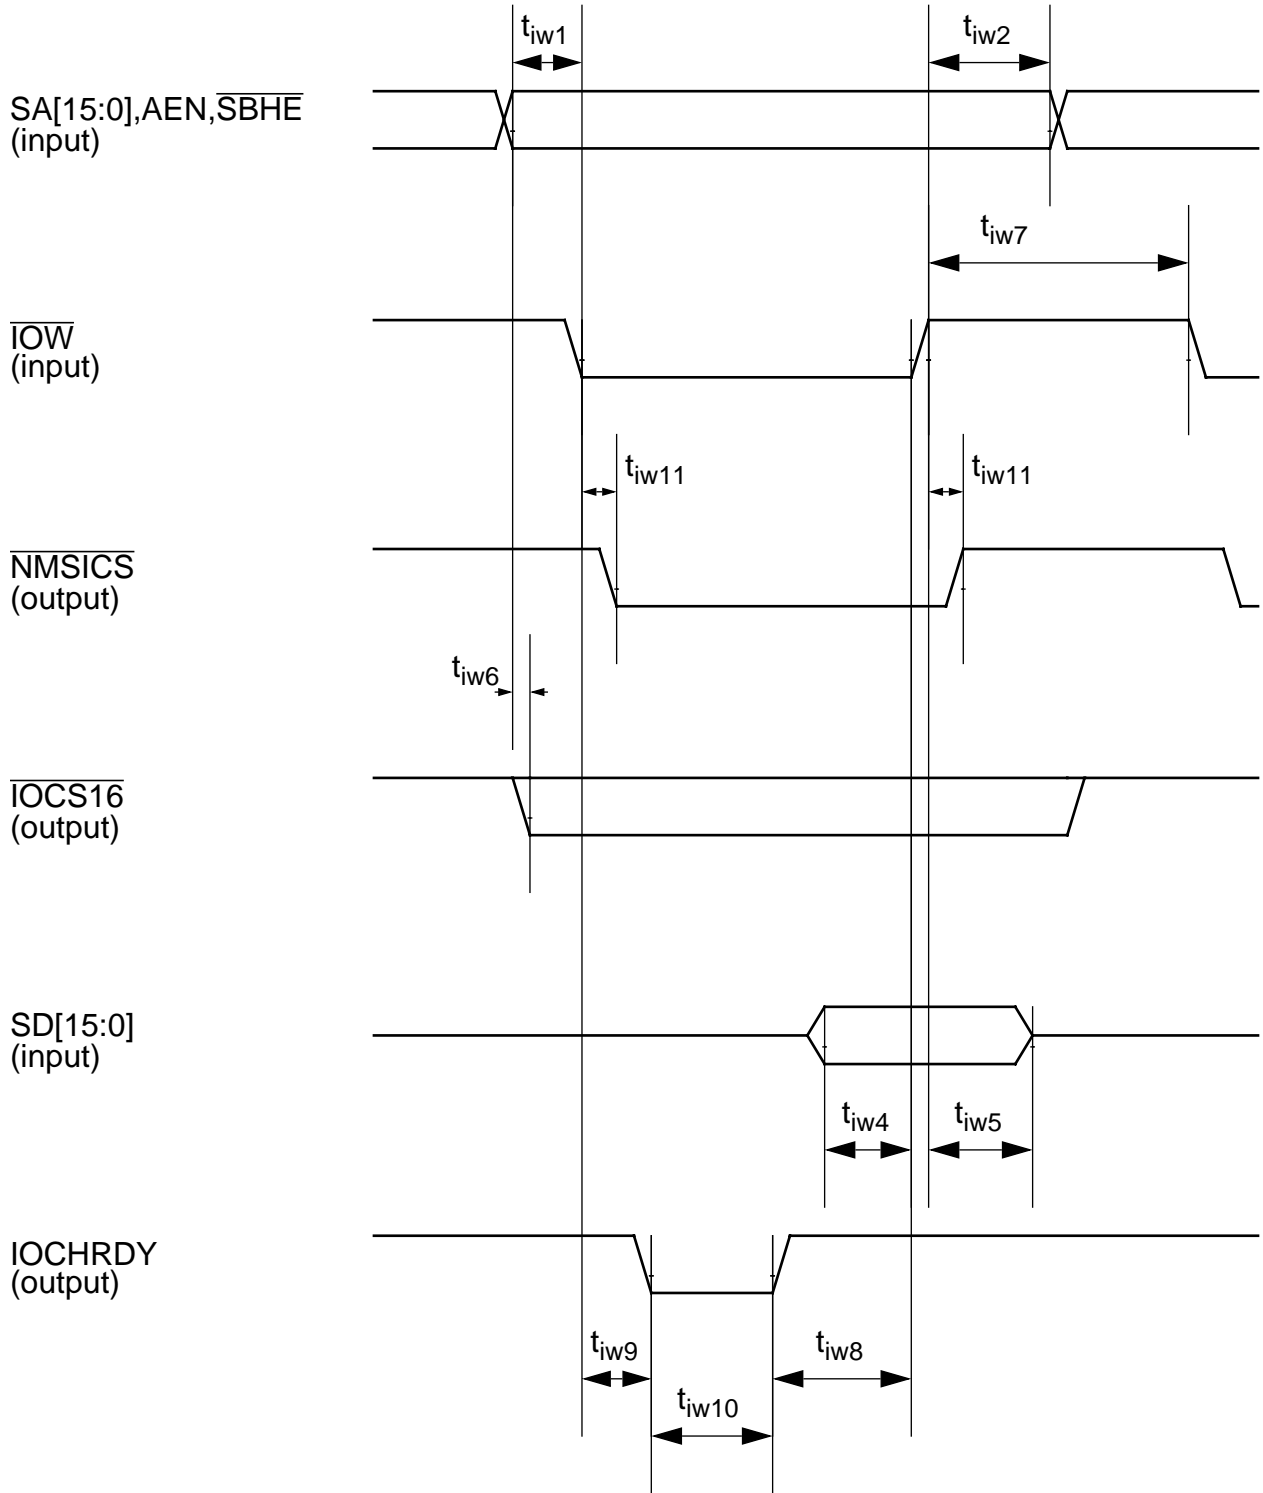 tiw1
tiw2
SA[15:0],AEN,SBHE
(input)
tiw7
IOW
(input)
tiw11
tiw11
NMSICS
(output)
tiw6
IOCS16
(output)
SD[15:0]
(input)
tiw4
tiw5
IOCHRDY
(output)
tiw9
tiw8
tiw10